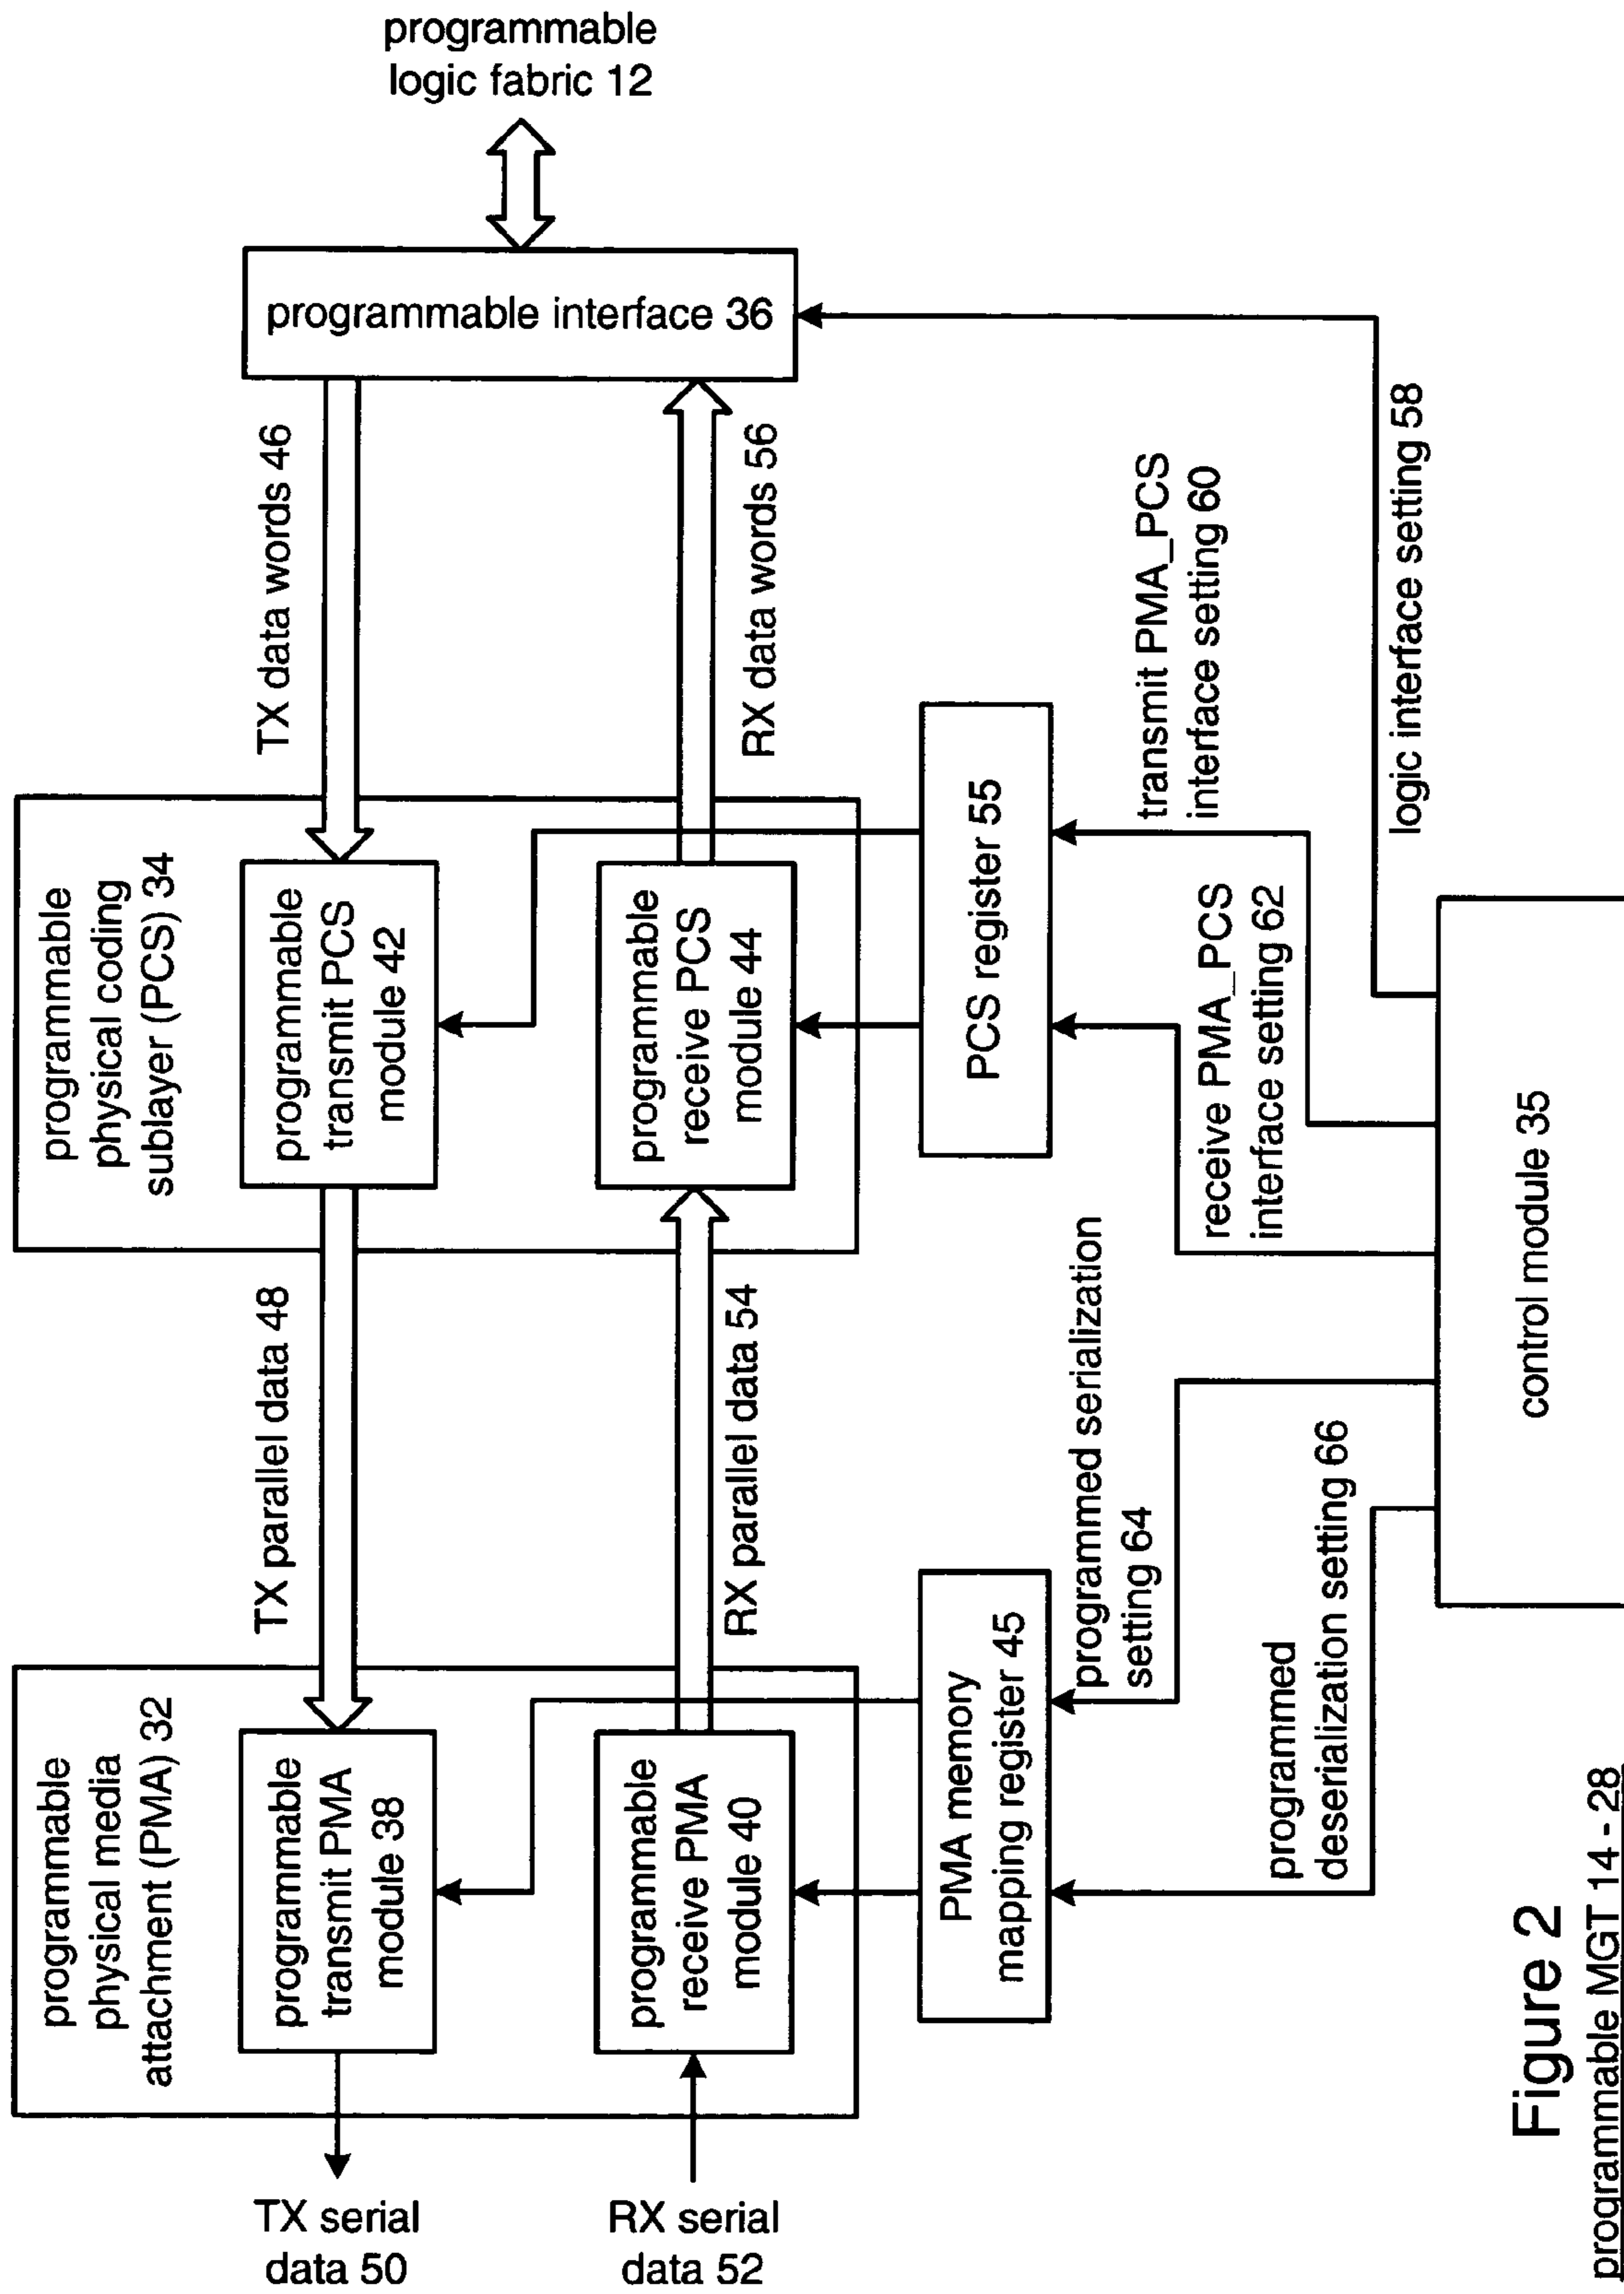 programmable
physical media
attachment (PMA) 32
programmable
transmit PMA
module 38
programmable
receive PMA
module 40
TX serial
data 50
RX serial
data 52
TX parallel data 48
RX parallel data 54
programmable
physical coding
sublayer (PCS) 34
programmable
transmit PCS
module 42
programmable
receive PCS
module 44
TX data words 46
RX data words 56
programmable interface 36
programmable
logic fabric 12
PMA memory
mapping register 45
PCS register 55
programmed serialization
setting 64
programmed
deserialization setting 66
receive PMA_PCS
interface setting 62
transmit PMA_PCS
interface setting 60
logic interface setting 58
control module 35
Figure 2
programmable MGT 14 - 28